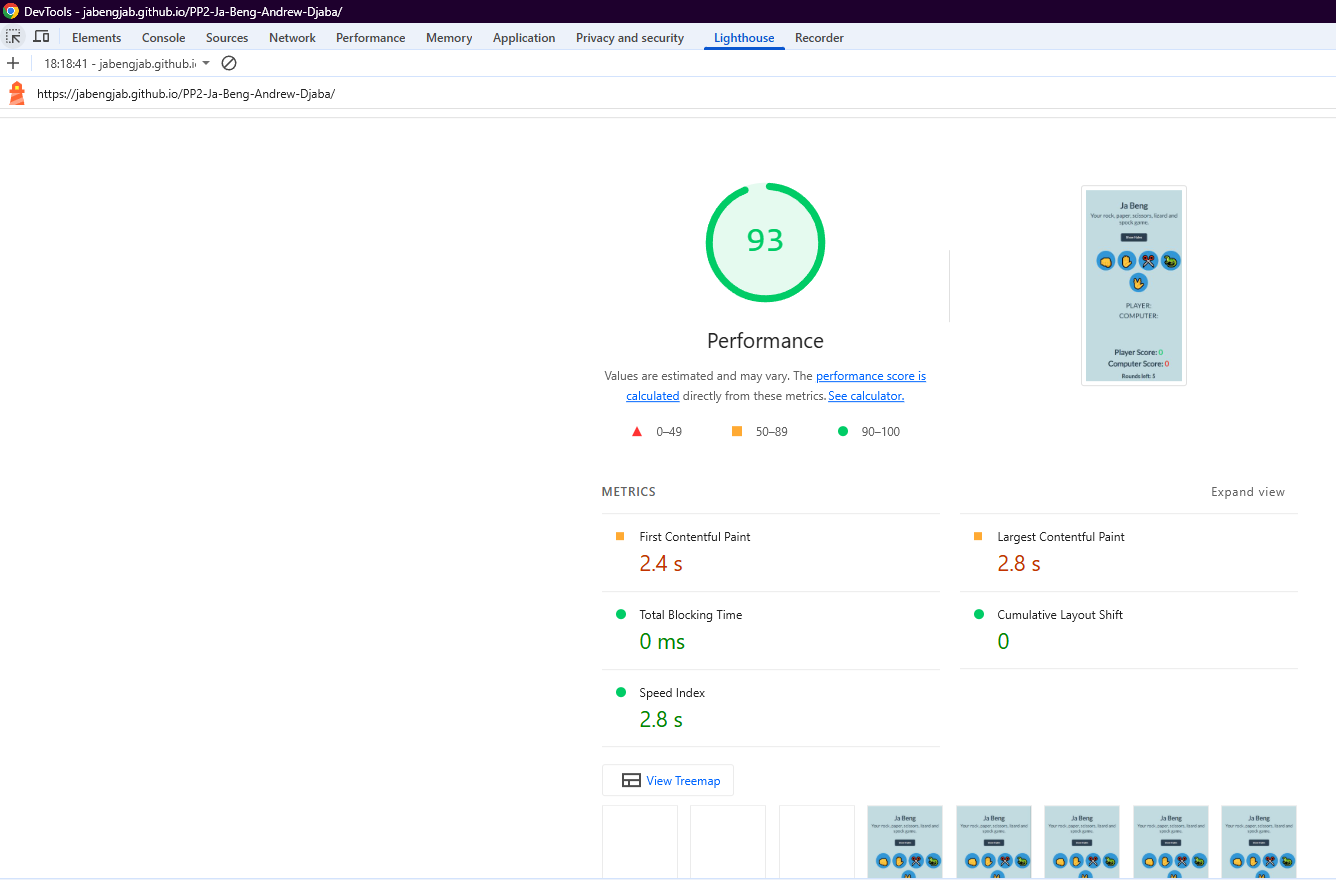 DevTools - jabengjab.github.io/PP2-Ja-Beng-Andrew-Djaba/
Elements Console Sources Network Performance Memory Application Privacy and security Lighthouse Recorder
18:18:41 - jabengjab.github.i
https://jabengjab.github.io/PP2-Ja-Beng-Andrew-Djaba/
93
Performance
Values are estimated and may vary. The performance score is
calculated directly from these metrics. See calculator.
0–49 50–89 90–100
Ja Beng
Your rock, paper, scissors, lizard and
spock game.
PLAYER:
COMPUTER:
Player Score: 0
Computer Score: 0
Rounds left: 5
METRICS Expand view
First Contentful Paint
2.4 s
Largest Contentful Paint
2.8 s
Total Blocking Time
0 ms
Cumulative Layout Shift
0
Speed Index
2.8 s
View Treemap
Ja Beng
Your rock, paper, scissors, lizard and
spock game.
Ja Beng
Your rock, paper, scissors, lizard and
spock game.
Ja Beng
Your rock, paper, scissors, lizard and
spock game.
Ja Beng
Your rock, paper, scissors, lizard and
spock game.
Ja Beng
Your rock, paper, scissors, lizard and
spock game.